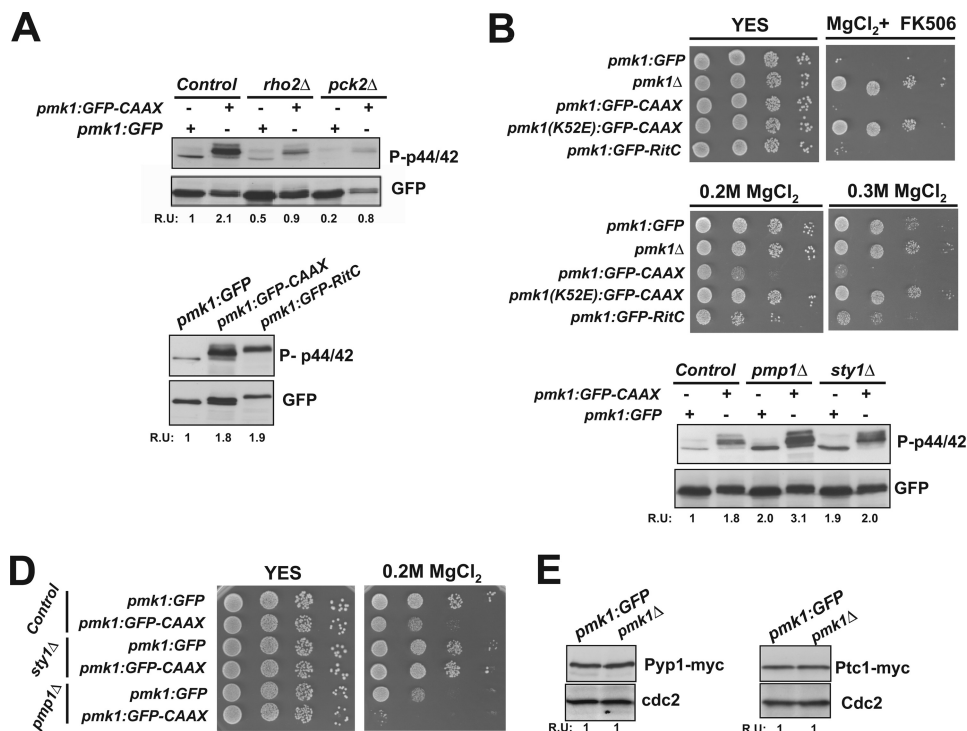 A
Control rho2Δ pck2Δ
pmk1:GFP-CAAX - + - + - +
pmk1:GFP + - + - + -
P-p44/42
GFP
R.U: 1 2.1 0.5 0.9 0.2 0.8
pmk1:GFP
pmk1:GFP-CAAX
pmk1:GFP-RitC
P- p44/42
GFP
R.U: 1 1.8 1.9
B
YES MgCl2+ FK506
pmk1:GFP
pmk1Δ
pmk1:GFP-CAAX
pmk1(K52E):GFP-CAAX
pmk1:GFP-RitC
0.2M MgCl2 0.3M MgCl2
pmk1:GFP
pmk1Δ
pmk1:GFP-CAAX
pmk1(K52E):GFP-CAAX
pmk1:GFP-RitC
Control pmp1Δ sty1Δ
pmk1:GFP-CAAX - + - + - +
pmk1:GFP + - + - + -
P-p44/42
GFP
R.U: 1 1.8 2.0 3.1 1.9 2.0
D
YES 0.2M MgCl2
Control
pmk1:GFP
pmk1:GFP-CAAX
sty1Δ
pmk1:GFP
pmk1:GFP-CAAX
pmp1Δ
pmk1:GFP
pmk1:GFP-CAAX
E
pmk1:GFP
pmk1Δ
Pyp1-myc
cdc2
R.U: 1 1
pmk1:GFP
pmk1Δ
Ptc1-myc
Cdc2
R.U: 1 1